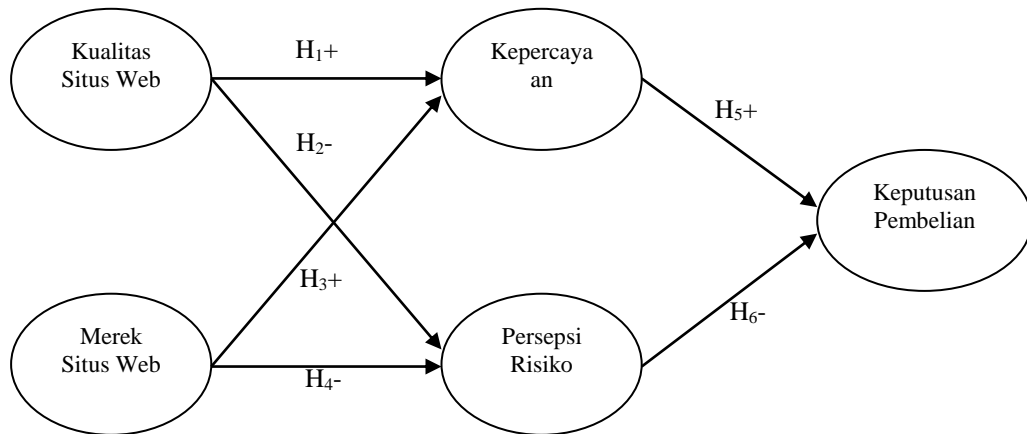 Kualitas
Situs Web
H₁+
Kepercaya
an
H₂-
H₅+
Keputusan
Pembelian
H₃+
Merek
Situs Web
H₄-
Persepsi
Risiko
H₆-